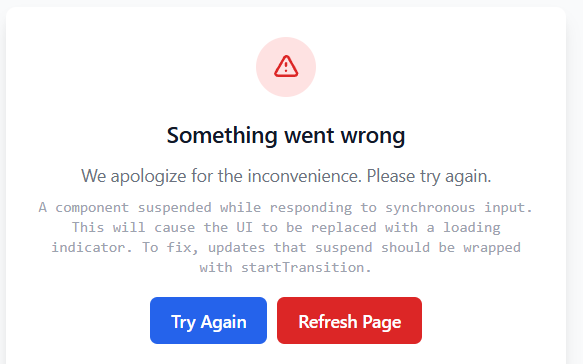 Something went wrong
We apologize for the inconvenience. Please try again.
A component suspended while responding to synchronous input.
This will cause the UI to be replaced with a loading
indicator. To fix, updates that suspend should be wrapped
with startTransition.
Try Again
Refresh Page